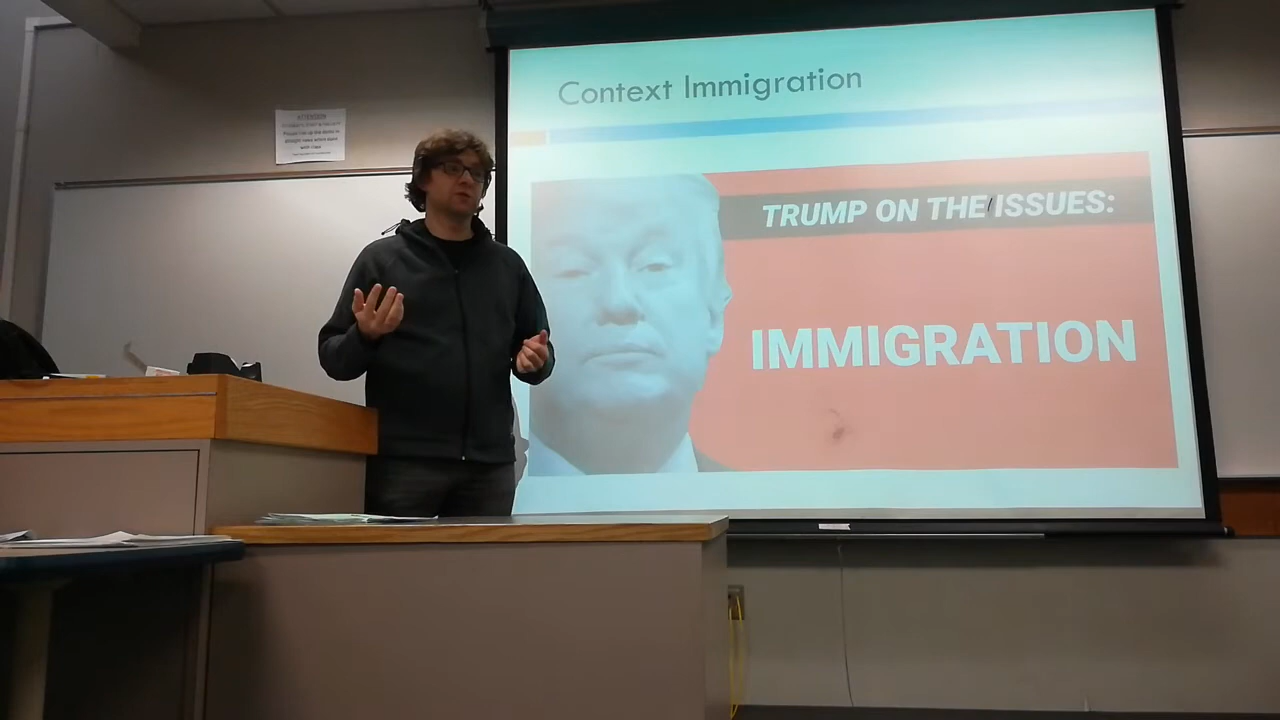 Context Immigration
ATTENTION
TRUMP ON THE ISSUES:
IMMIGRATION